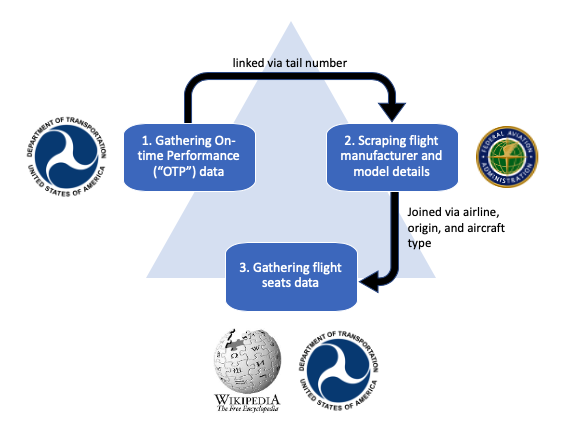 linked via tail number
1. Gathering On-
time Performance
("OTP") data
2. Scraping flight
manufacturer and
model details
DEPARTMENT OF TRANSPORTATION
UNITED STATES OF AMERICA
FEDERAL AVIATION
ADMINISTRATION
Joined via airline,
origin, and aircraft
type
3. Gathering flight
seats data
WIKIPEDIA
The Free Encyclopedia
DEPARTMENT OF TRANSPORTATION
UNITED STATES OF AMERICA